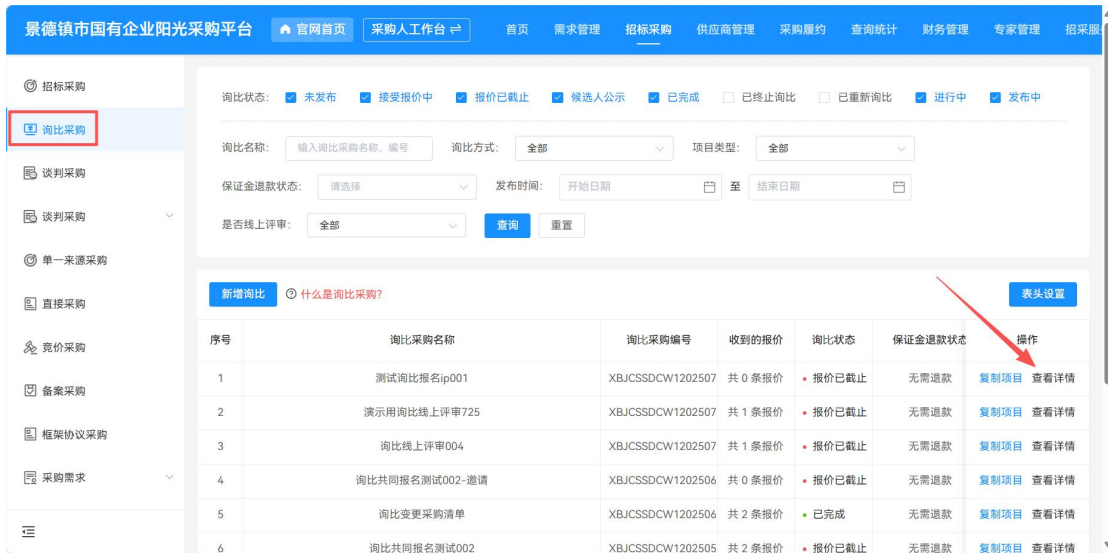 景德镇市国有企业阳光采购平台 官网首页 采购人工作台 首页 需求管理 招标采购 供应商管理 采购履约 查询统计 财务管理 专家管理 招采服
招标采购
询比采购
谈判采购
谈判采购
单一来源采购
直接采购
竞价采购
备案采购
框架协议采购
采购需求
询比状态: 未发布 接受报价中 报价已截止 候选人公示 已完成 已终止询比 已重新询比 进行中 发布中
询比名称: 输入询比采购名称、编号 询比方式: 全部 项目类型: 全部
保证金退款状态: 请选择 发布时间: 开始日期 至 结束日期
是否线上评审: 全部 查询 重置
新增询比 什么是询比采购? 表头设置
序号 询比采购名称 询比采购编号 收到的报价 询比状态 保证金退款状态 操作
1 测试询比报名ip001 XBJCSSDCW1202507 共 0 条报价 报价已截止 无需退款 复制项目 查看详情
2 演示用询比线上评审725 XBJCSSDCW1202507 共 1 条报价 报价已截止 无需退款 复制项目 查看详情
3 询比线上评审004 XBJCSSDCW1202507 共 1 条报价 报价已截止 无需退款 复制项目 查看详情
4 询比共同报名测试002-邀请 XBJCSSDCW1202506 共 0 条报价 报价已截止 无需退款 复制项目 查看详情
5 询比变更采购清单 XBJCSSDCW1202506 共 2 条报价 已完成 无需退款 复制项目 查看详情
6 询比共同报名测试002 XBJCSSDCW1202505 共 2 条报价 报价已截止 无需退款 复制项目 查看详情